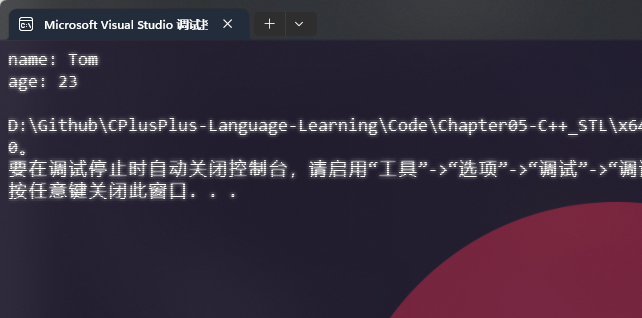 Microsoft Visual Studio 调试
name: Tom
age: 23
D:\Github\CPlusPlus-Language-Learning\Code\Chapter05-C++_STL\x64
0。
要在调试停止时自动关闭控制台，请启用“工具”->“选项”->“调试”->“调
按任意键关闭此窗口. . .